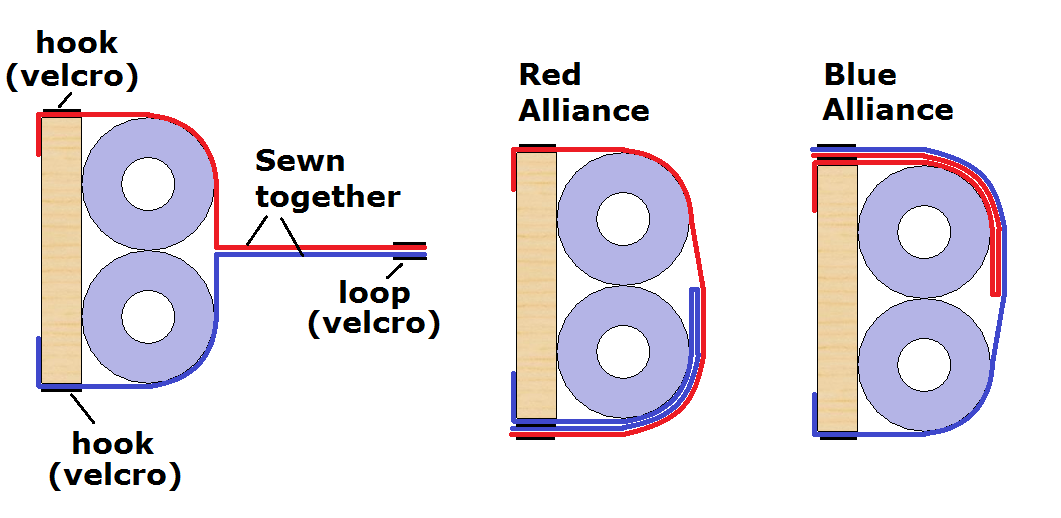 hook
(velcro)
Sewn
together
loop
(velcro)
hook
(velcro)
Red
Alliance
Blue
Alliance